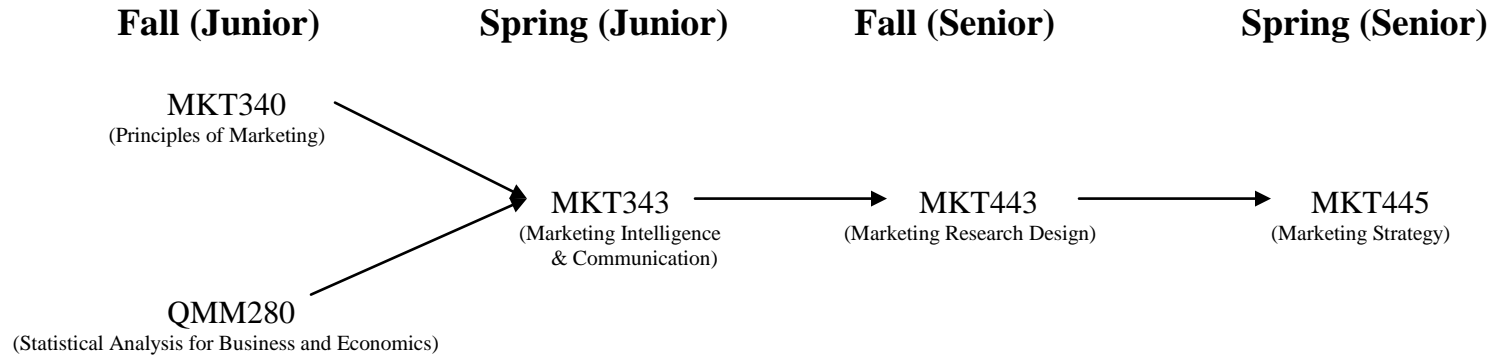 Fall (Junior) Spring (Junior) Fall (Senior) Spring (Senior)
MKT340
(Principles of Marketing)
MKT343 MKT443 MKT445
(Marketing Intelligence (Marketing Research Design) (Marketing Strategy)
& Communication)
QMM280
(Statistical Analysis for Business and Economics)